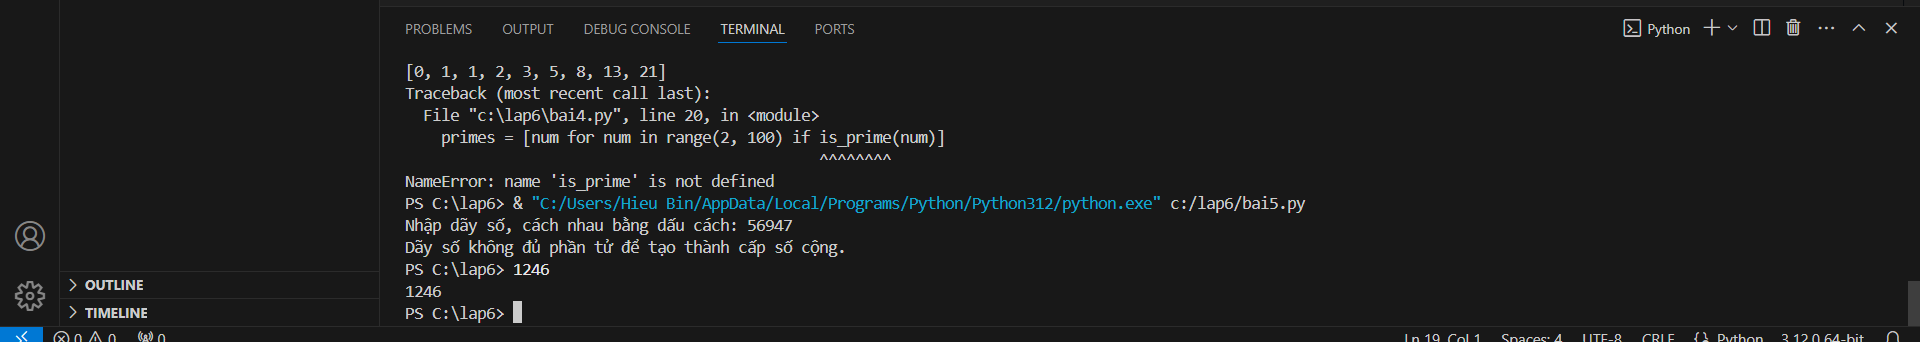 PROBLEMS OUTPUT DEBUG CONSOLE TERMINAL PORTS Python
[0, 1, 1, 2, 3, 5, 8, 13, 21]
Traceback (most recent call last):
  File "c:\lap6\bai4.py", line 20, in <module>
    primes = [num for num in range(2, 100) if is_prime(num)]
                                              ^^^^^^^^
NameError: name 'is_prime' is not defined
PS C:\lap6> & "C:/Users/Hieu Bin/AppData/Local/Programs/Python/Python312/python.exe" c:/lap6/bai5.py
Nhập dãy số, cách nhau bằng dấu cách: 56947
Dãy số không đủ phần tử để tạo thành cấp số cộng.
PS C:\lap6> 1246
1246
PS C:\lap6>
OUTLINE
TIMELINE
0 0 0 Ln 19, Col 1 Spaces: 4 UTF-8 CRLF Python 3.12.0 64-bit